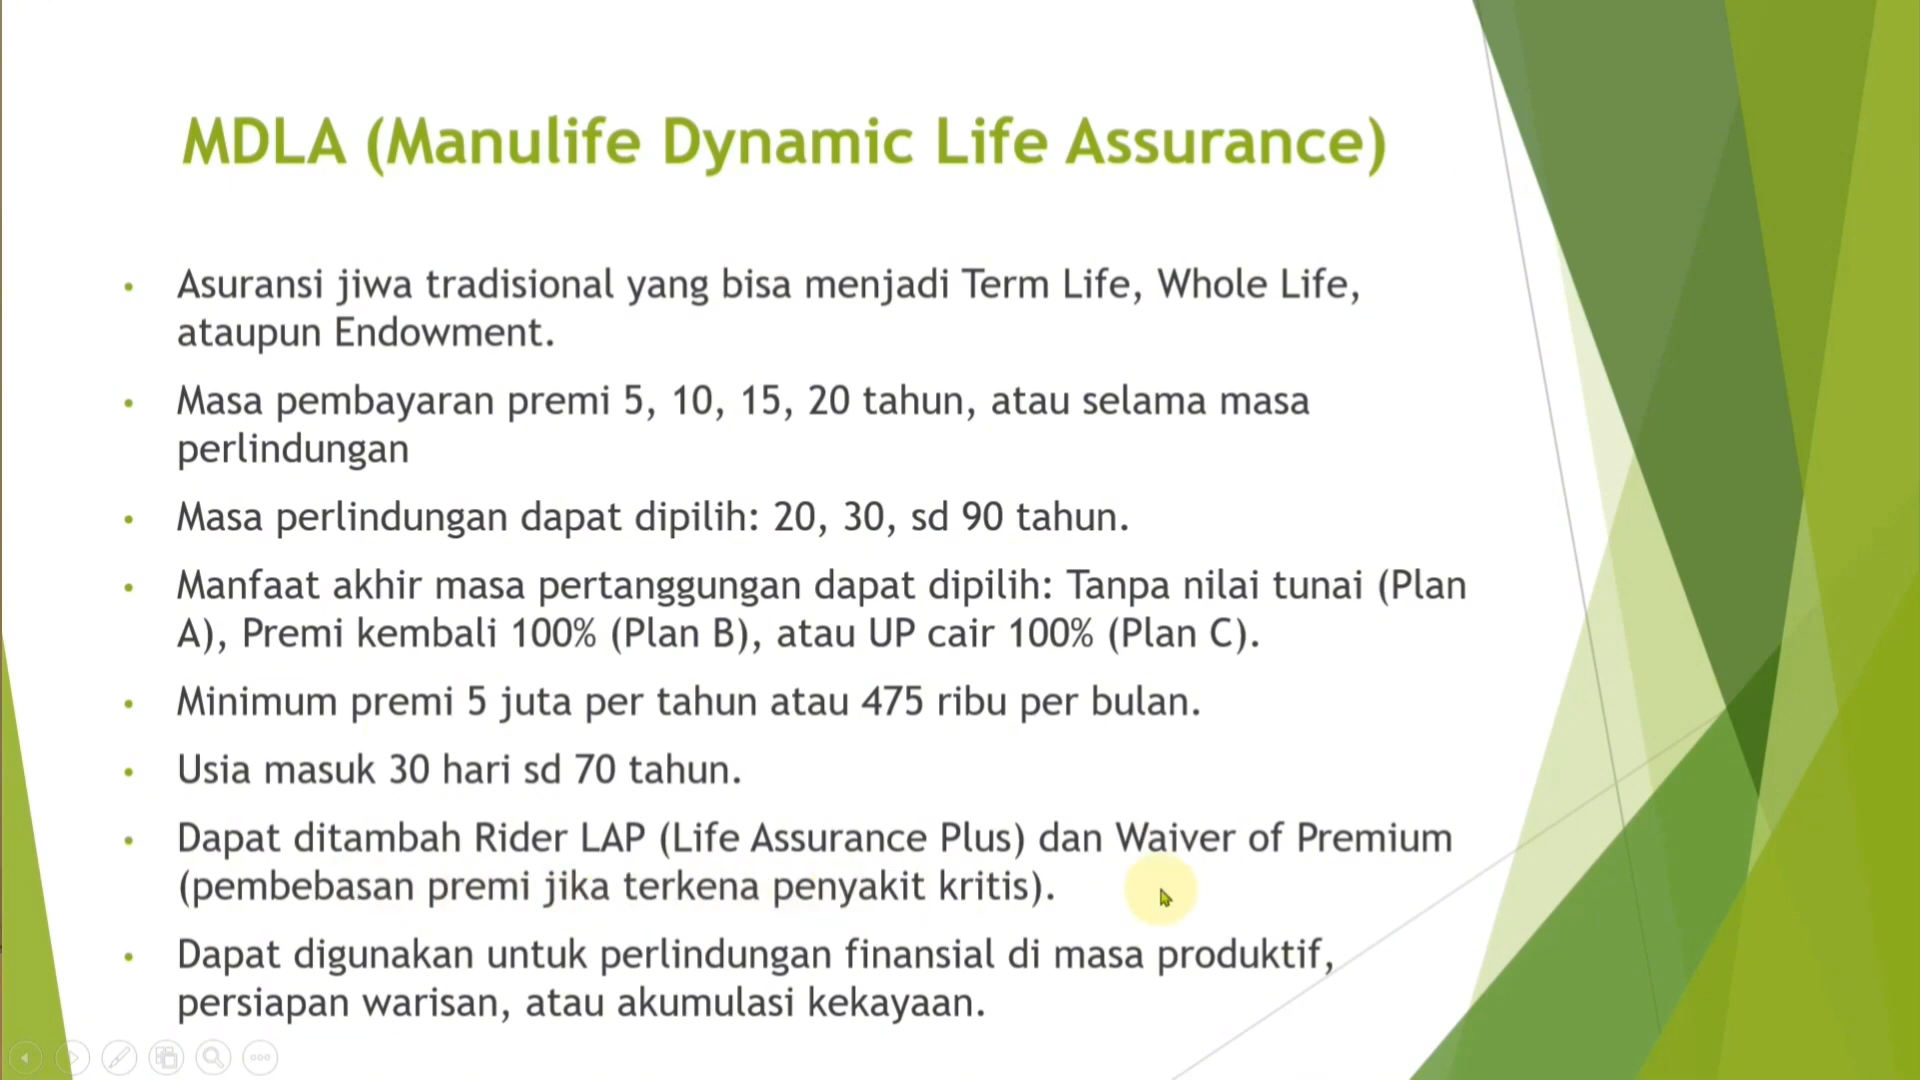 MDLA (Manulife Dynamic Life Assurance)
• Asuransi jiwa tradisional yang bisa menjadi Term Life, Whole Life,
ataupun Endowment.
• Masa pembayaran premi 5, 10, 15, 20 tahun, atau selama masa
perlindungan
• Masa perlindungan dapat dipilih: 20, 30, sd 90 tahun.
• Manfaat akhir masa pertanggungan dapat dipilih: Tanpa nilai tunai (Plan
A), Premi kembali 100% (Plan B), atau UP cair 100% (Plan C).
• Minimum premi 5 juta per tahun atau 475 ribu per bulan.
• Usia masuk 30 hari sd 70 tahun.
• Dapat ditambah Rider LAP (Life Assurance Plus) dan Waiver of Premium
(pembebasan premi jika terkena penyakit kritis).
• Dapat digunakan untuk perlindungan finansial di masa produktif,
persiapan warisan, atau akumulasi kekayaan.